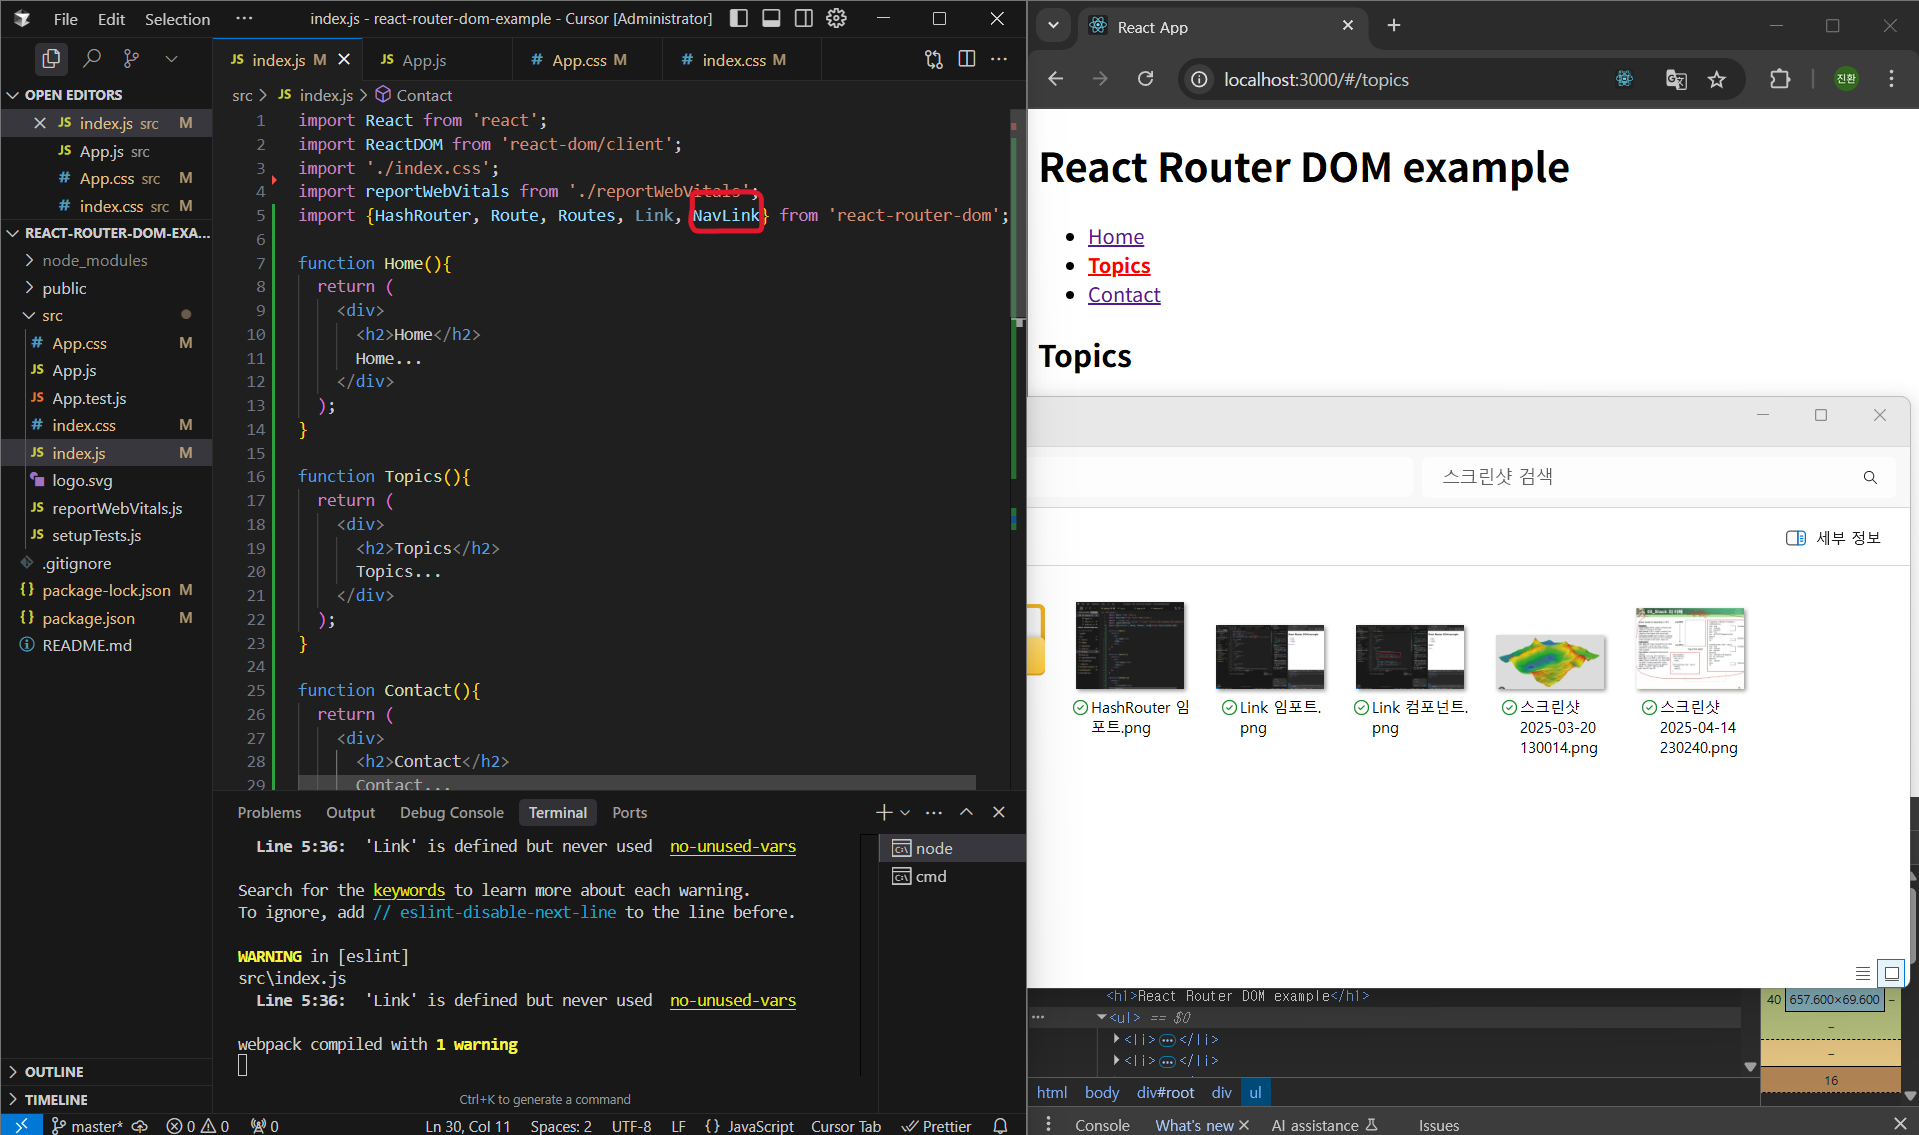 File Edit Selection ··· index.js - react-router-dom-example - Cursor [Administrator]
index.js M App.js App.css M index.css M
src > JS index.js > Contact
OPEN EDITORS
JS index.js src M
JS App.js src
# App.css src M
# index.css src M
REACT-ROUTER-DOM-EXA...
node_modules
public
src
# App.css M
JS App.js
JS App.test.js
# index.css M
JS index.js M
logo.svg
JS reportWebVitals.js
JS setupTests.js
.gitignore
{} package-lock.json M
{} package.json M
README.md
OUTLINE
TIMELINE
1 import React from 'react';
2 import ReactDOM from 'react-dom/client';
3 import './index.css';
4 import reportWebVitals from './reportWebVitals';
5 import {HashRouter, Route, Routes, Link, NavLink} from 'react-router-dom';
6
7 function Home(){
8 return (
9 <div>
10 <h2>Home</h2>
11 Home...
12 </div>
13 );
14 }
15
16 function Topics(){
17 return (
18 <div>
19 <h2>Topics</h2>
20 Topics...
21 </div>
22 );
23 }
24
25 function Contact(){
26 return (
27 <div>
28 <h2>Contact</h2>
29 Contact...
Problems Output Debug Console Terminal Ports
Line 5:36: 'Link' is defined but never used no-unused-vars
Search for the keywords to learn more about each warning.
To ignore, add // eslint-disable-next-line to the line before.
WARNING in [eslint]
src\index.js
Line 5:36: 'Link' is defined but never used no-unused-vars
webpack compiled with 1 warning
Ctrl+K to generate a command
node
cmd
master* 0 0 0 Ln 30, Col 11 Spaces: 2 UTF-8 LF {} JavaScript Cursor Tab Prettier
React App
localhost:3000/#/topics
진환
React Router DOM example
Home
Topics
Contact
Topics
스크린샷 검색
세부 정보
HashRouter 임포트.png
Link 임포트.png
Link 컴포넌트.png
스크린샷 2025-03-20 130014.png
스크린샷 2025-04-14 230240.png
<h1>React Router DOM example</h1>
<ul> == $0
<li>···</li>
<li>···</li>
40 657.600×69.600 –
–
–
16
html body div#root div ul
Console What's new AI assistance Issues